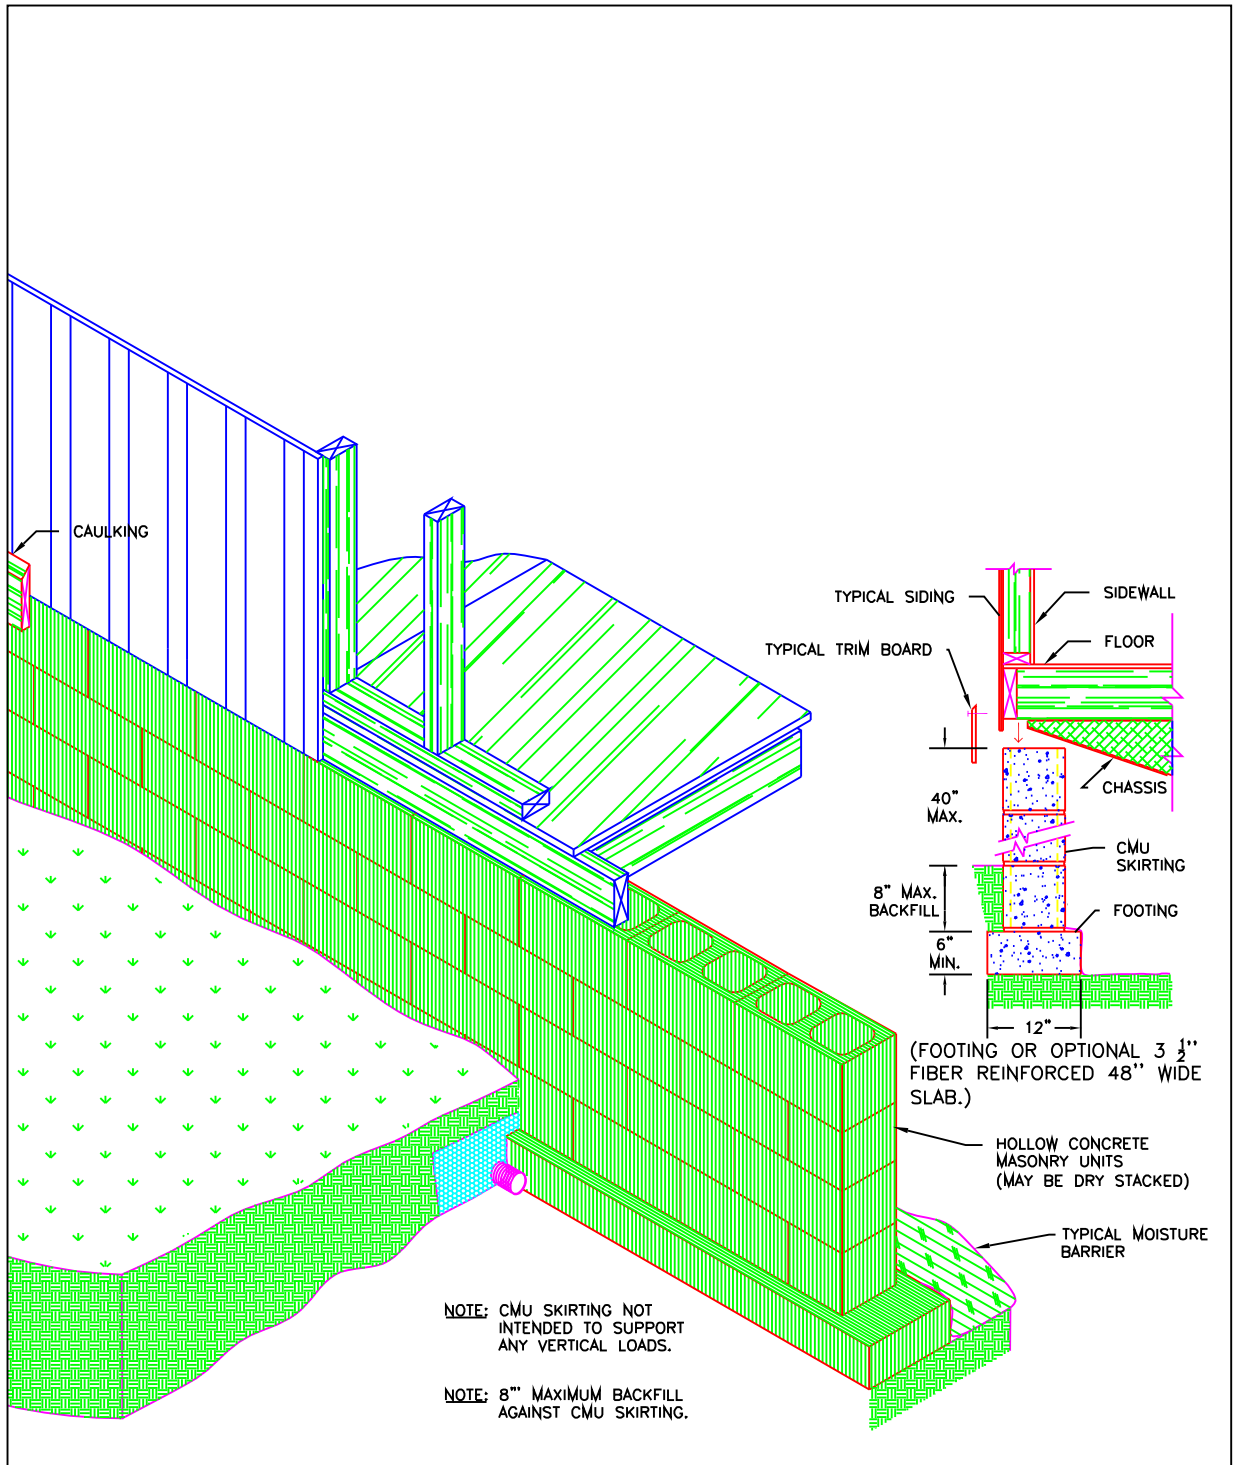 CAULKING
TYPICAL SIDING
SIDEWALL
TYPICAL TRIM BOARD
FLOOR
CHASSIS
40"
MAX.
CMU
SKIRTING
8" MAX.
BACKFILL
FOOTING
6"
MIN.
12"
(FOOTING OR OPTIONAL 3 1/2''
FIBER REINFORCED 48'' WIDE
SLAB.)
HOLLOW CONCRETE
MASONRY UNITS
(MAY BE DRY STACKED)
TYPICAL MOISTURE
BARRIER
NOTE: CMU SKIRTING NOT
INTENDED TO SUPPORT
ANY VERTICAL LOADS.
NOTE: 8"' MAXIMUM BACKFILL
AGAINST CMU SKIRTING.